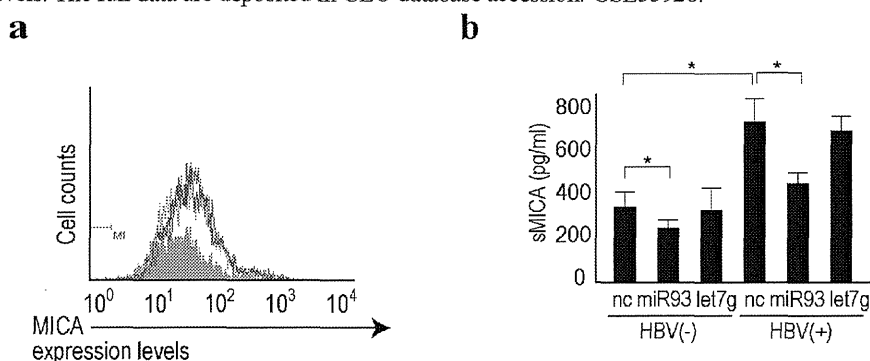 a
b
Cell counts
MI
10^0 10^1 10^2 10^3 10^4
MICA
expression levels
sMICA (pg/ml)
800
600
400
200
0
*
*
*
nc miR93 let7g nc miR93 let7g
HBV(-) HBV(+)